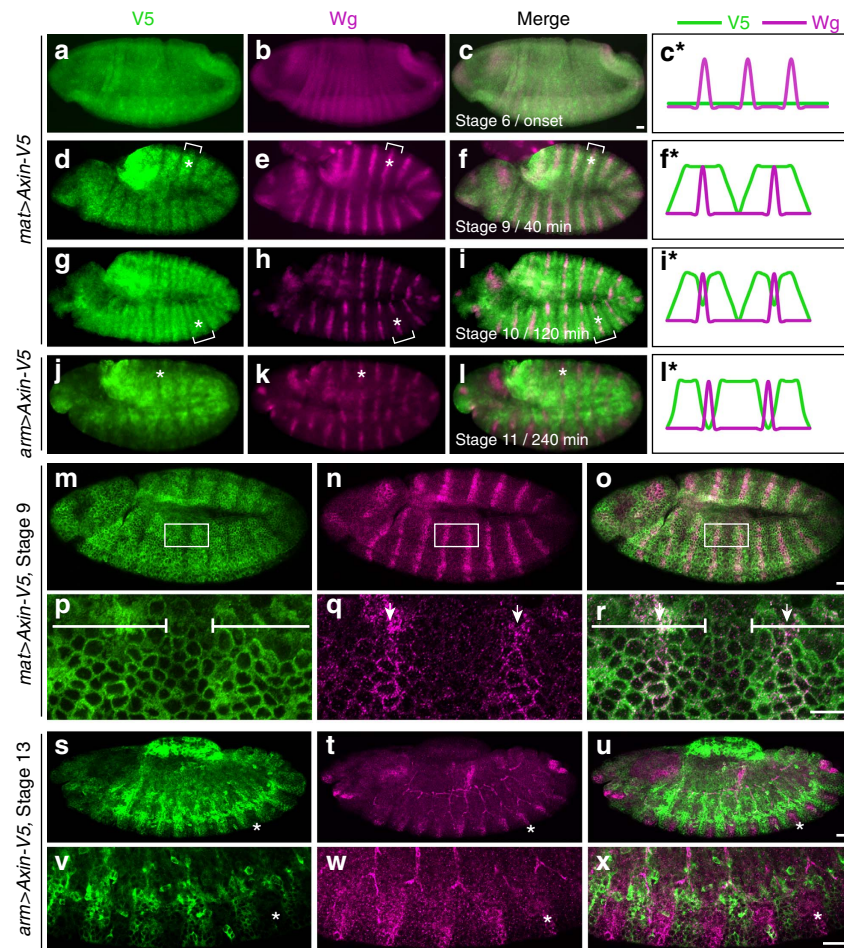 V5 Wg Merge V5 Wg
a b c c*
Stage 6 / onset
mat>Axin-V5
d e f f*
Stage 9 / 40 min
g h i i*
Stage 10 / 120 min
arm>Axin-V5
j k l l*
Stage 11 / 240 min
mat>Axin-V5, Stage 9
m n o
p q r
arm>Axin-V5, Stage 13
s t u
v w x